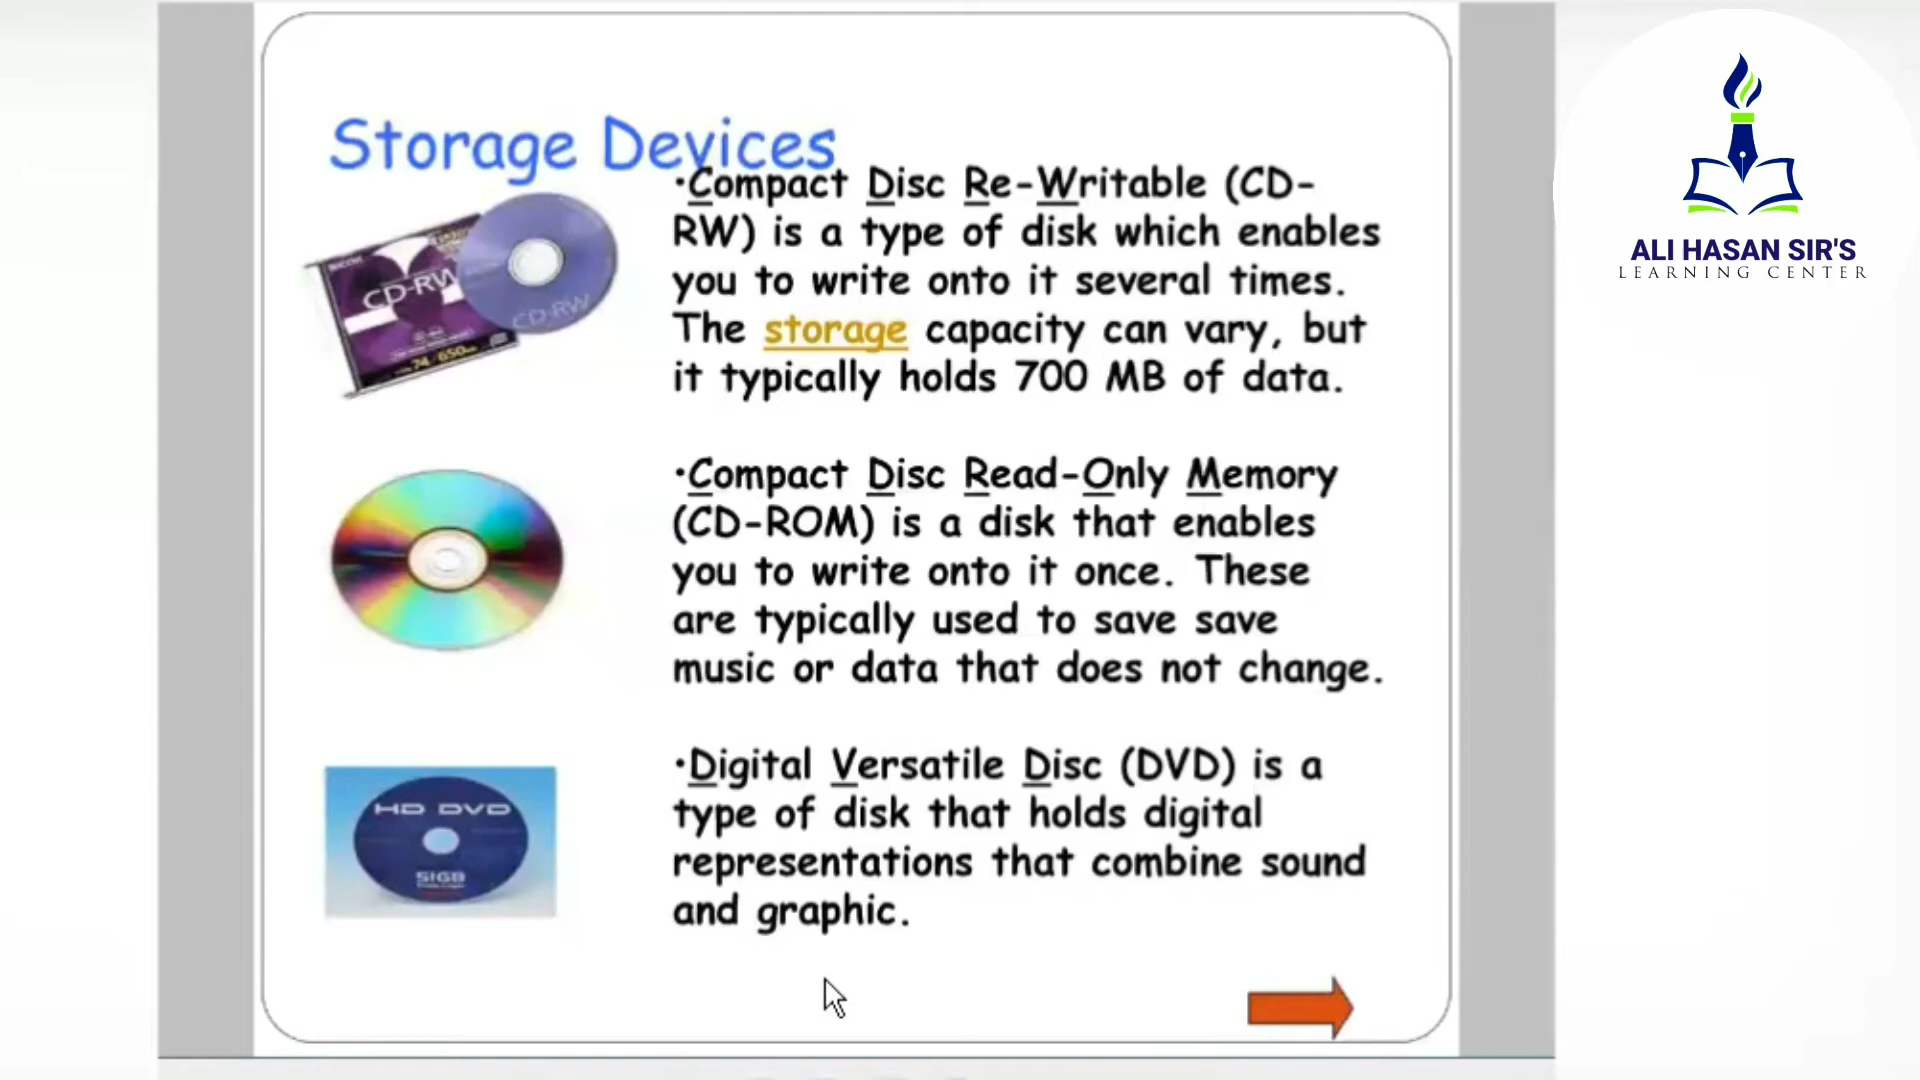 Storage Devices
•Compact Disc Re-Writable (CD-
RW) is a type of disk which enables
you to write onto it several times.
The storage capacity can vary, but
it typically holds 700 MB of data.
•Compact Disc Read-Only Memory
(CD-ROM) is a disk that enables
you to write onto it once. These
are typically used to save save
music or data that does not change.
•Digital Versatile Disc (DVD) is a
type of disk that holds digital
representations that combine sound
and graphic.
CD-RW
CD-RW
74 650
HD DVD
51GB
ALI HASAN SIR'S
LEARNING CENTER